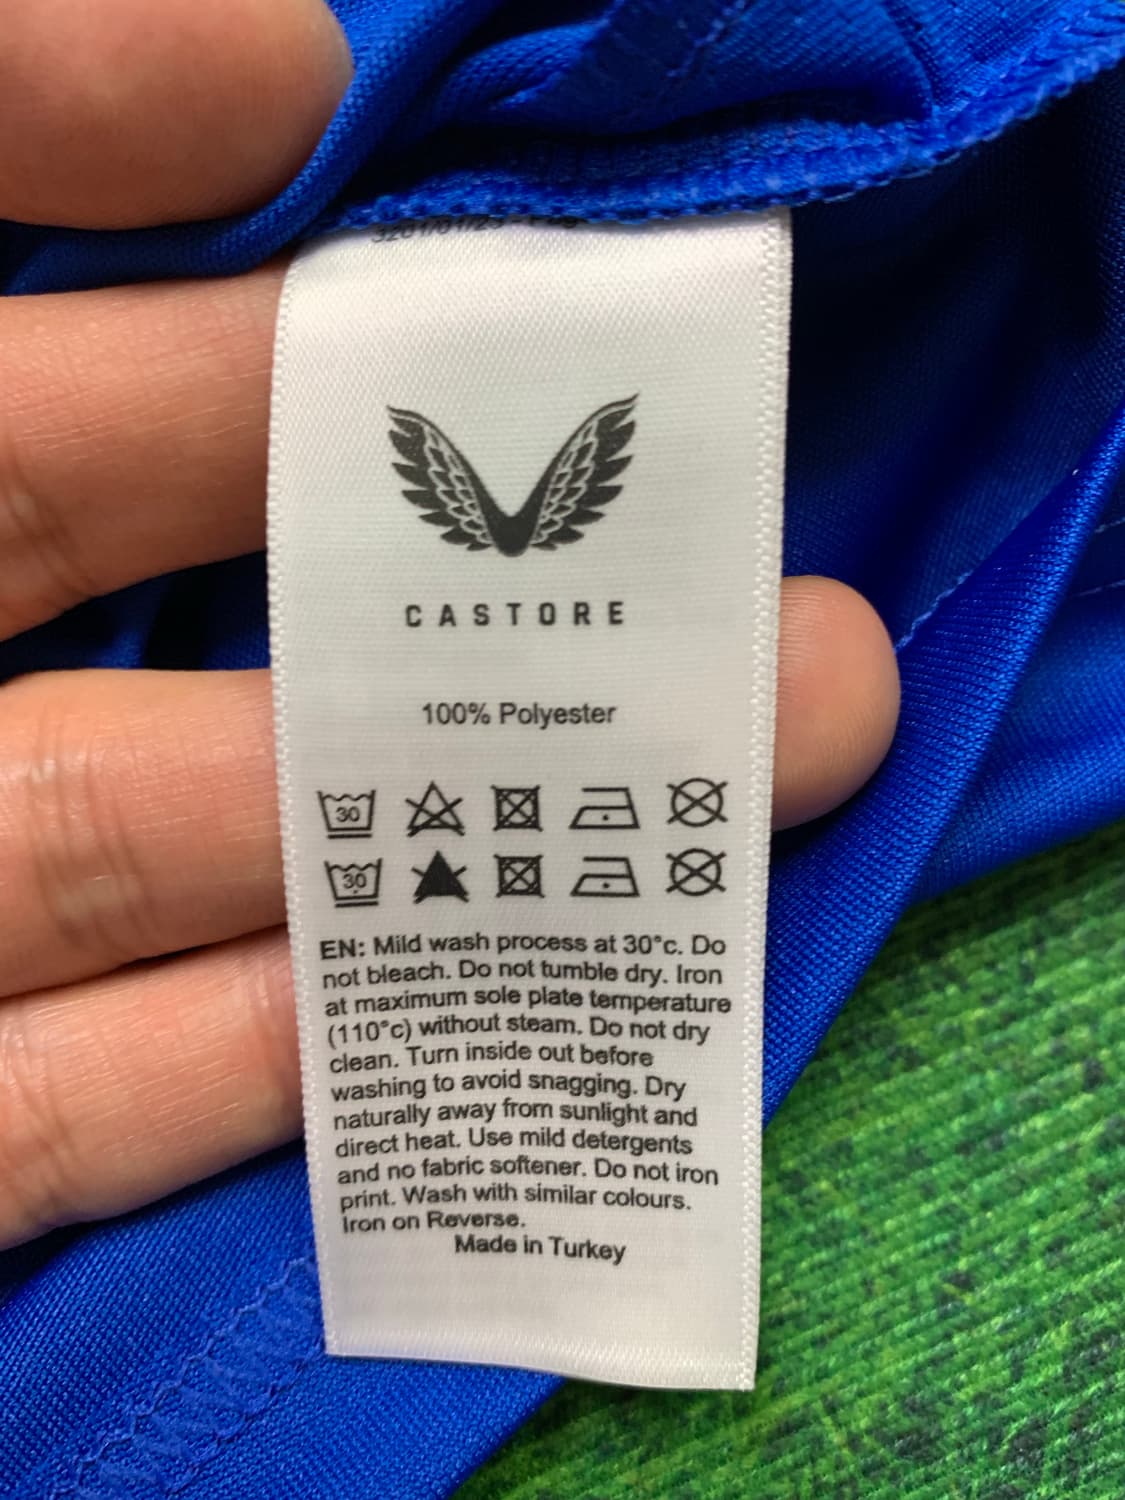 CASTORE
100% Polyester
30
30
EN: Mild wash process at 30°c. Do
not bleach. Do not tumble dry. Iron
at maximum sole plate temperature
(110°c) without steam. Do not dry
clean. Turn inside out before
washing to avoid snagging. Dry
naturally away from sunlight and
direct heat. Use mild detergents
and no fabric softener. Do not iron
print. Wash with similar colours.
Iron on Reverse.
Made in Turkey